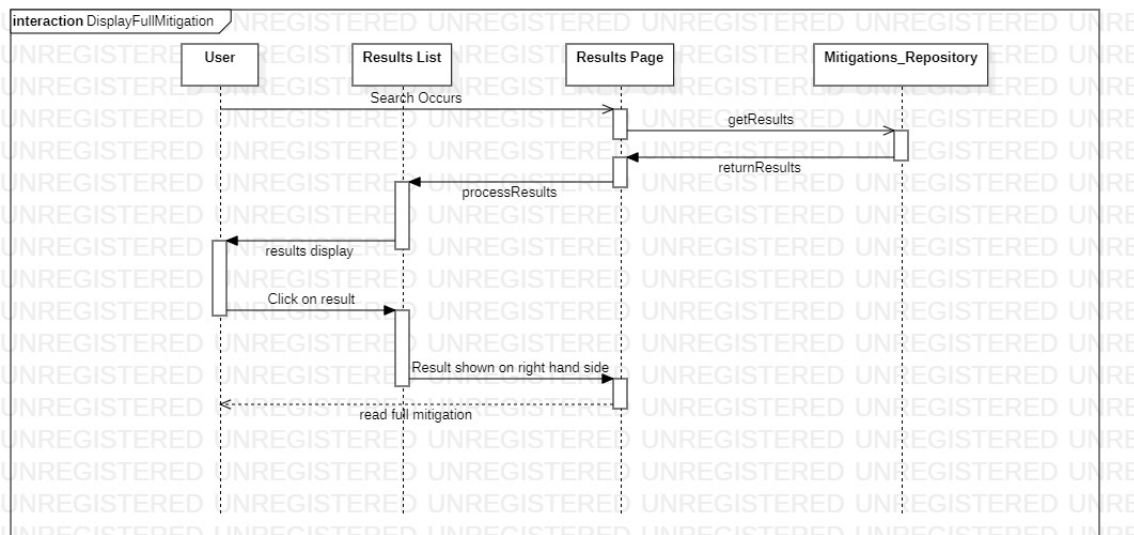 interaction DisplayFullMitigation
User
Results List
Results Page
Mitigations_Repository
Search Occurs
getResults
returnResults
processResults
results display
Click on result
Result shown on right hand side
read full mitigation
UNREGISTERED